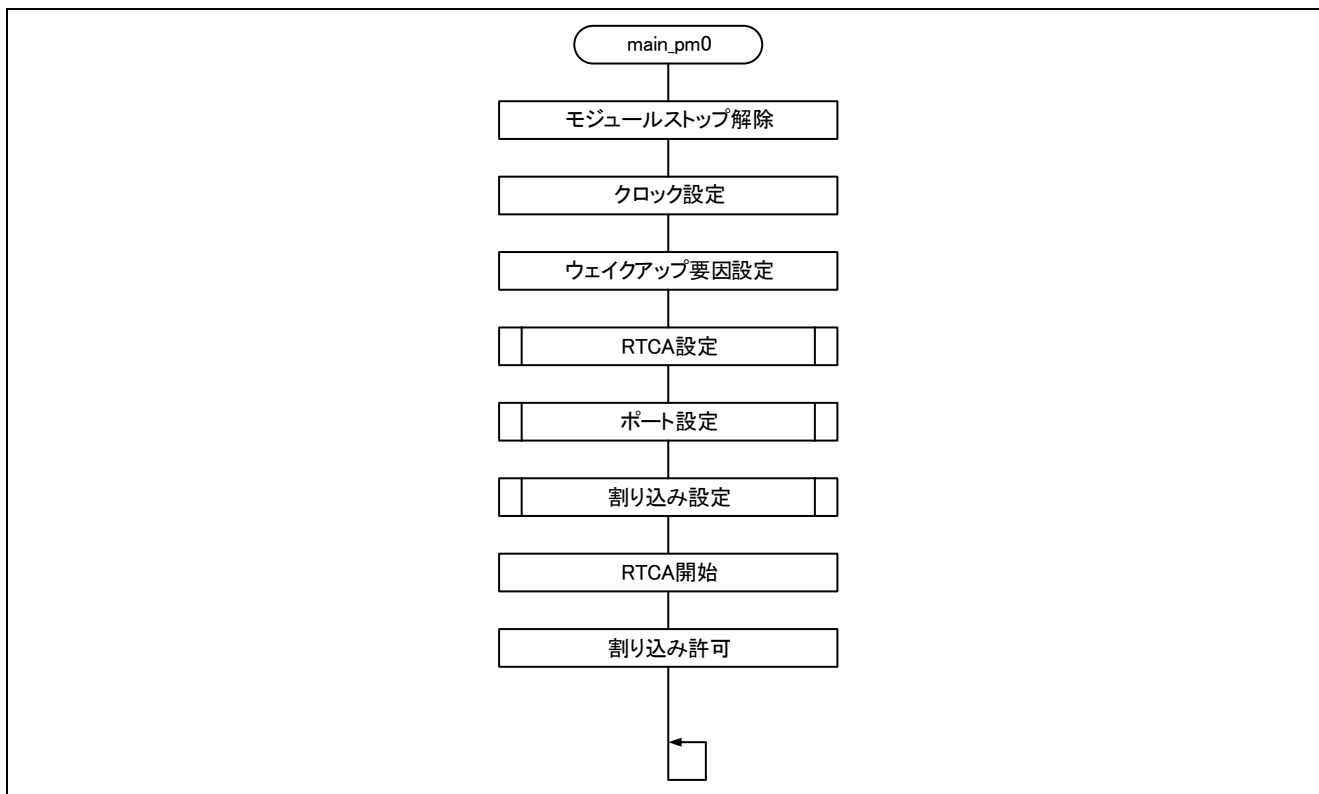 main_pm0
モジュールストップ解除
クロック設定
ウェイクアップ要因設定
RTCA設定
ポート設定
割り込み設定
RTCA開始
割り込み許可